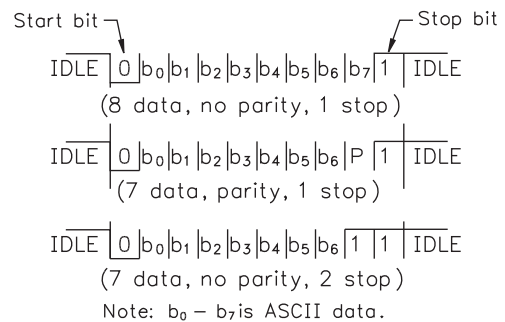 Start bit Stop bit
IDLE 0 b₀ b₁ b₂ b₃ b₄ b₅ b₆ b₇ 1 IDLE
(8 data, no parity, 1 stop)
IDLE 0 b₀ b₁ b₂ b₃ b₄ b₅ b₆ P 1 IDLE
(7 data, parity, 1 stop)
IDLE 0 b₀ b₁ b₂ b₃ b₄ b₅ b₆ 1 1 IDLE
(7 data, no parity, 2 stop)
Note: b₀ – b₇ is ASCII data.